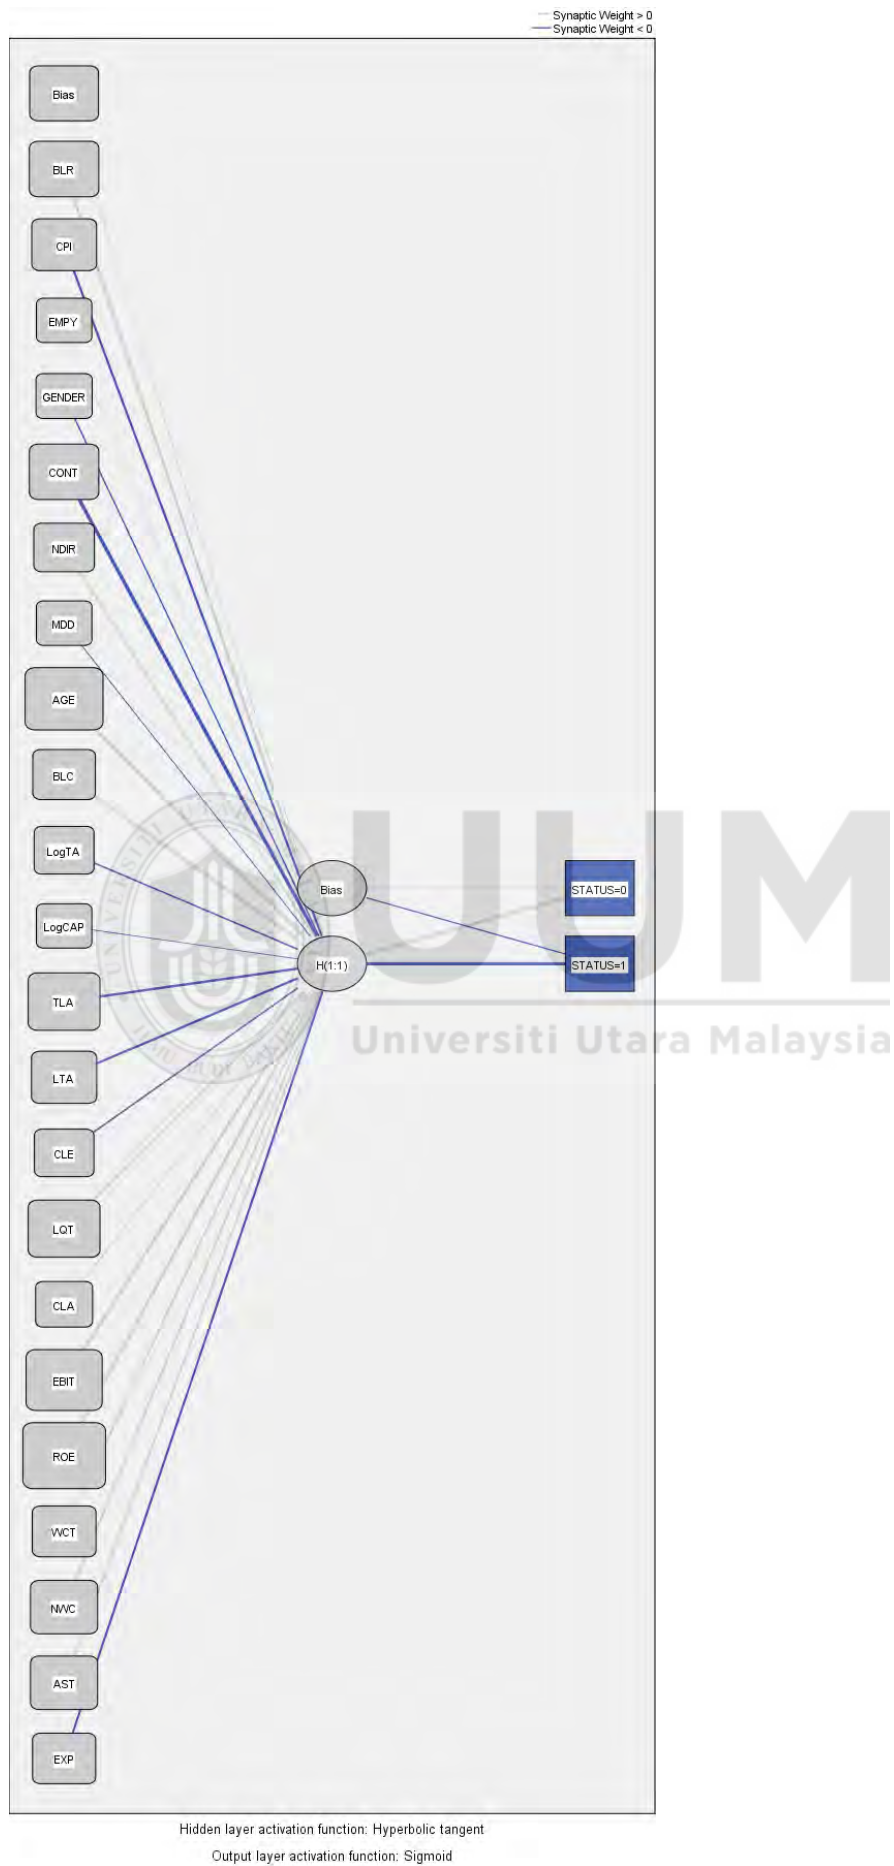 Synaptic Weight > 0
Synaptic Weight < 0
Bias
BLR
CPI
EMPY
GENDER
CONT
NDIR
MDD
AGE
BLC
LogTA
LogCAP
TLA
LTA
CLE
LQT
CLA
EBIT
ROE
WCT
NWC
AST
EXP
Bias
H(1:1)
STATUS=0
STATUS=1
UUM
Universiti Utara Malaysia
Hidden layer activation function: Hyperbolic tangent
Output layer activation function: Sigmoid